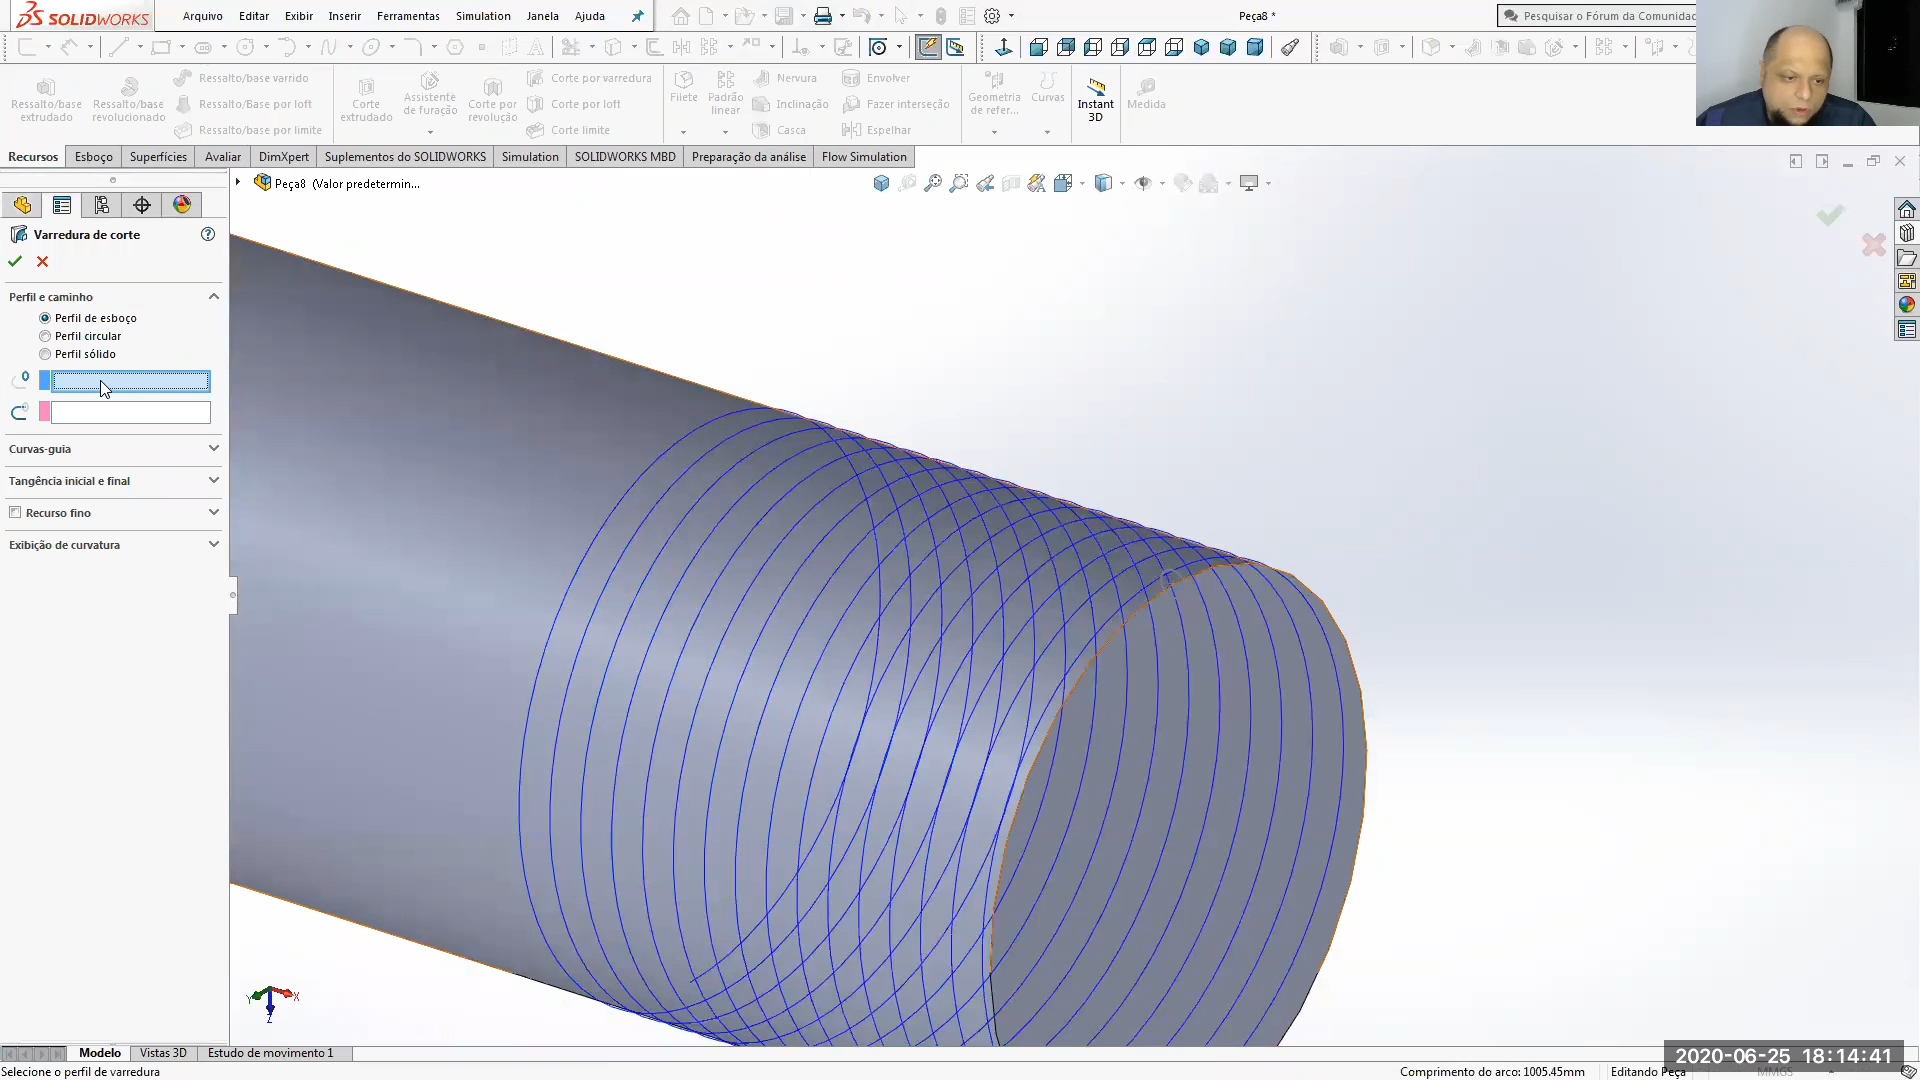 SOLIDWORKS
Arquivo Editar Exibir Inserir Ferramentas Simulation Janela Ajuda
Peça8 *
Pesquisar o Fórum da Comunidad
Ressalto/base extrudado
Ressalto/base revolucionado
Ressalto/base varrido
Ressalto/Base por loft
Ressalto/base por limite
Corte extrudado
Assistente de furação
Corte por revolução
Corte por varredura
Corte por loft
Corte limite
Filete
Padrão linear
Nervura
Inclinação
Casca
Envolver
Fazer interseção
Espelhar
Geometria de refer...
Curvas
Instant 3D
Medida
Recursos Esboço Superfícies Avaliar DimXpert Suplementos do SOLIDWORKS Simulation SOLIDWORKS MBD Preparação da análise Flow Simulation
Peça8 (Valor predetermin...
Varredura de corte
Perfil e caminho
Perfil de esboço
Perfil circular
Perfil sólido
Curvas-guia
Tangência inicial e final
Recurso fino
Exibição de curvatura
Y X
Z
Modelo Vistas 3D Estudo de movimento 1
2020-06-25 18:14:41
Selecione o perfil de varredura
Comprimento do arco: 1005.45mm Editando Peça MMGS